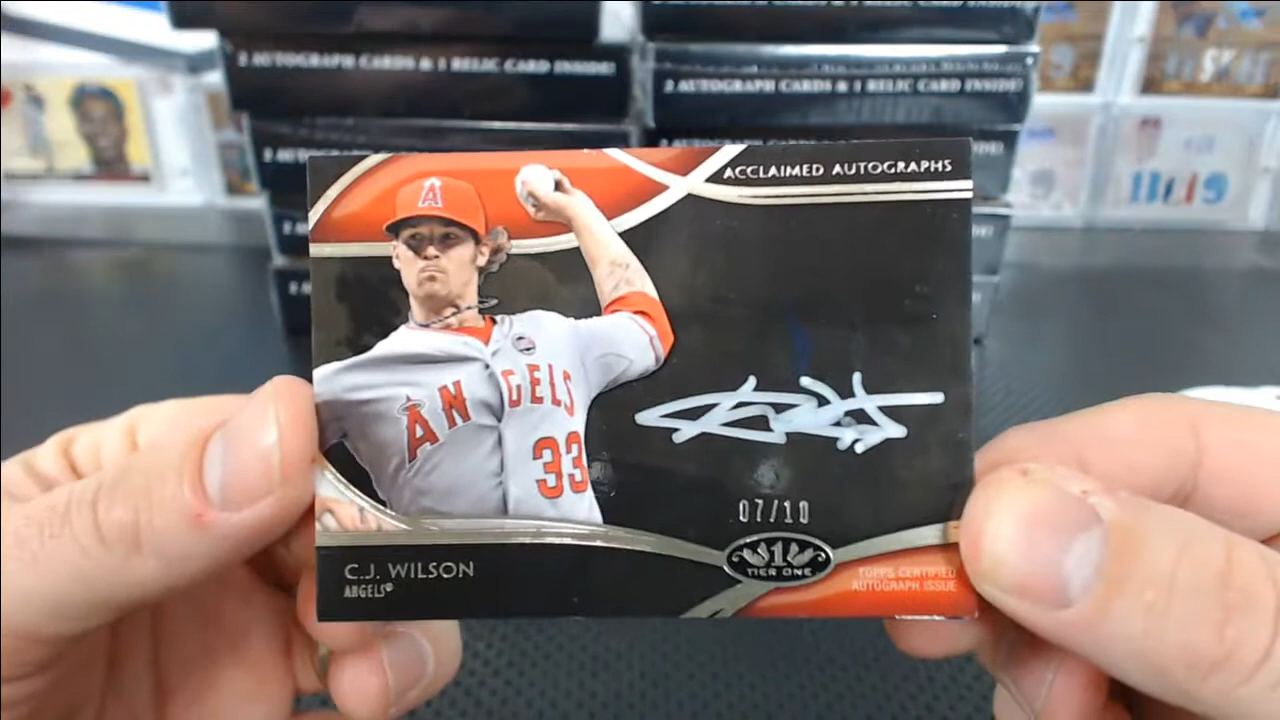 2 AUTOGRAPH CARDS & 1 RELIC CARD INSIDE!
2 AUTOGRAPH CARDS & 1 RELIC CARD INSIDE!
ACCLAIMED AUTOGRAPHS
A
ANGELS
33
07/10
1
TIER ONE
C.J. WILSON
ANGELS®
TOPPS CERTIFIED
AUTOGRAPH ISSUE